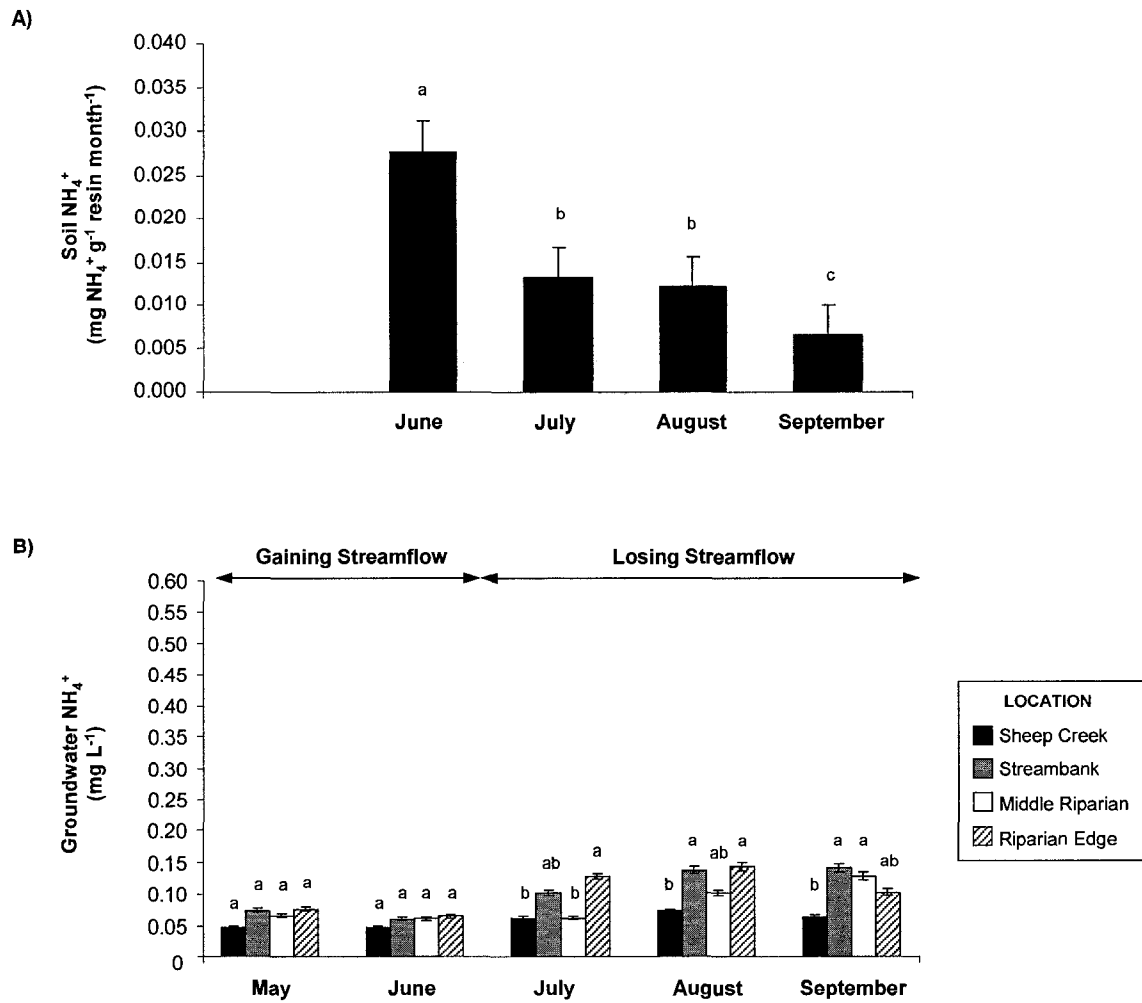 A)
Soil NH₄⁺
(mg NH₄⁺ g⁻¹ resin month⁻¹)
0.040
0.035
0.030
0.025
0.020
0.015
0.010
0.005
0.000
a
b
b
c
June July August September
B)
Gaining Streamflow Losing Streamflow
Groundwater NH₄⁺
(mg L⁻¹)
0.60
0.55
0.50
0.45
0.40
0.35
0.30
0.25
0.20
0.15
0.10
0.05
0
a a a a
a a a a
b ab b a
b a ab a
b a a ab
May June July August September
LOCATION
Sheep Creek
Streambank
Middle Riparian
Riparian Edge